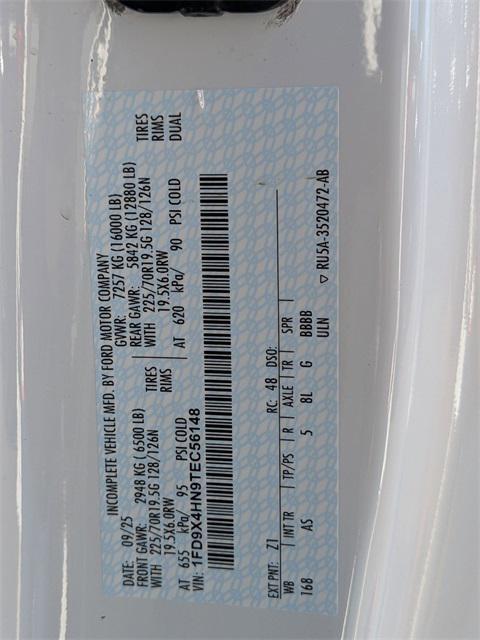 INCOMPLETE VEHICLE MFD. BY FORD MOTOR COMPANY
DATE: 09/25 GVWR: 7257 KG (16000 LB)
FRONT GAWR: 2948 KG ( 6500 LB) REAR GAWR: 5842 KG (12880 LB)
WITH 225/70R19.5G 128/126N TIRES WITH 225/70R19.5G 128/126N TIRES
19.5X6.0RW RIMS 19.5X6.0RW RIMS
AT 655 kPa/ 95 PSI COLD AT 620 kPa/ 90 PSI COLD DUAL
VIN: 1FD9X4HN9TEC56148
EXT PNT: Z1 RC: 48 DSO:
WB INT TR TP/PS R AXLE TR SPR
168 AS 5 8L G BBBB
ULN ▽ RU5A-3520472-AB